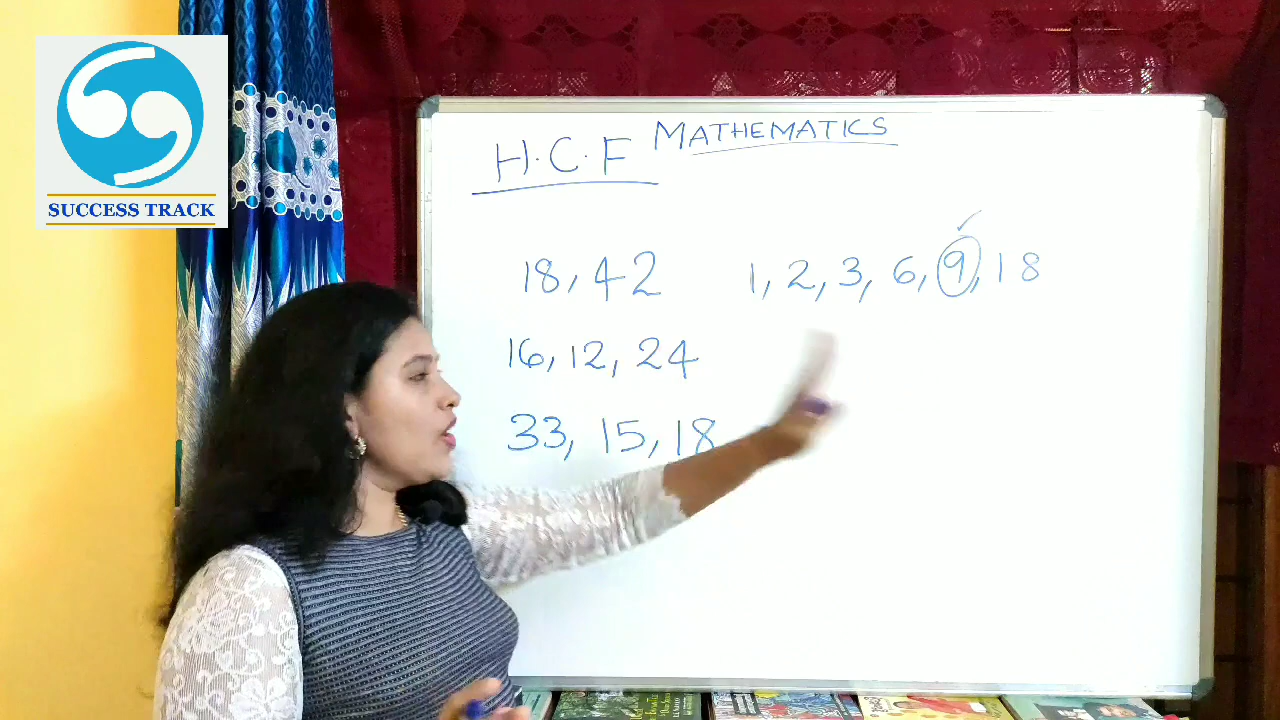 SUCCESS TRACK
H.C.F MATHEMATICS
18, 42 1, 2, 3, 6, 9, 18
16, 12, 24
33, 15, 18